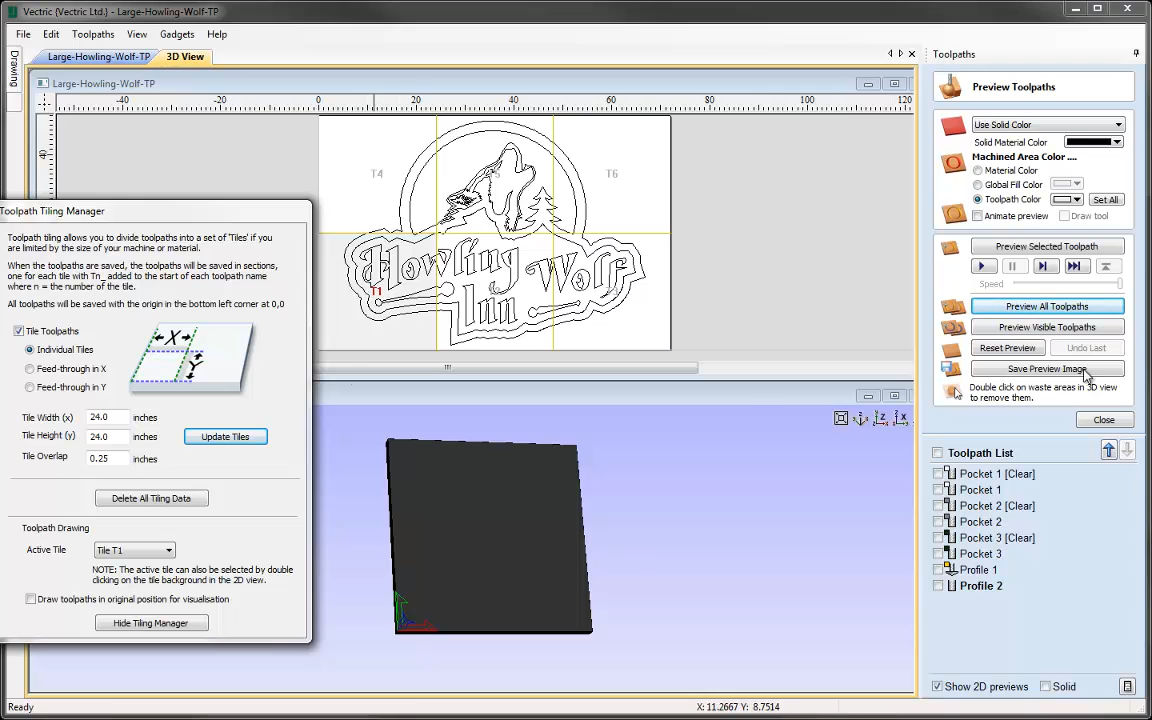 Vectric {Vectric Ltd.} - Large-Howling-Wolf-TP
File Edit Toolpaths View Gadgets Help
Drawing
Large-Howling-Wolf-TP
3D View
Large-Howling-Wolf-TP
-40 -20 0 20 40 60 80 100 120
40
T4
T5
T6
Howling Wolf
Inn
T1
Toolpath Tiling Manager
Toolpath tiling allows you to divide toolpaths into a set of 'Tiles' if you
are limited by the size of your machine or material.
When the toolpaths are saved, the toolpaths will be saved in sections,
one for each tile with Tn_ added to the start of each toolpath name
where n = the number of the tile.
All toolpaths will be saved with the origin in the bottom left corner at 0,0
Tile Toolpaths
Individual Tiles
Feed-through in X
Feed-through in Y
X
Y
Tile Width (x) 24.0 inches
Tile Height (y) 24.0 inches
Update Tiles
Tile Overlap 0.25 inches
Delete All Tiling Data
Toolpath Drawing
Active Tile Tile T1
NOTE: The active tile can also be selected by double
clicking on the tile background in the 2D view.
Draw toolpaths in original position for visualisation
Hide Tiling Manager
Toolpaths
Preview Toolpaths
Use Solid Color
Solid Material Color
Machined Area Color ....
Material Color
Global Fill Color
Toolpath Color Set All
Animate preview Draw tool
Preview Selected Toolpath
Speed
Preview All Toolpaths
Preview Visible Toolpaths
Reset Preview Undo Last
Save Preview Image
Double click on waste areas in 3D view
to remove them.
Close
Toolpath List
Pocket 1 [Clear]
Pocket 1
Pocket 2 [Clear]
Pocket 2
Pocket 3 [Clear]
Pocket 3
Profile 1
Profile 2
Show 2D previews Solid
Ready
X: 11.2667 Y: 8.7514